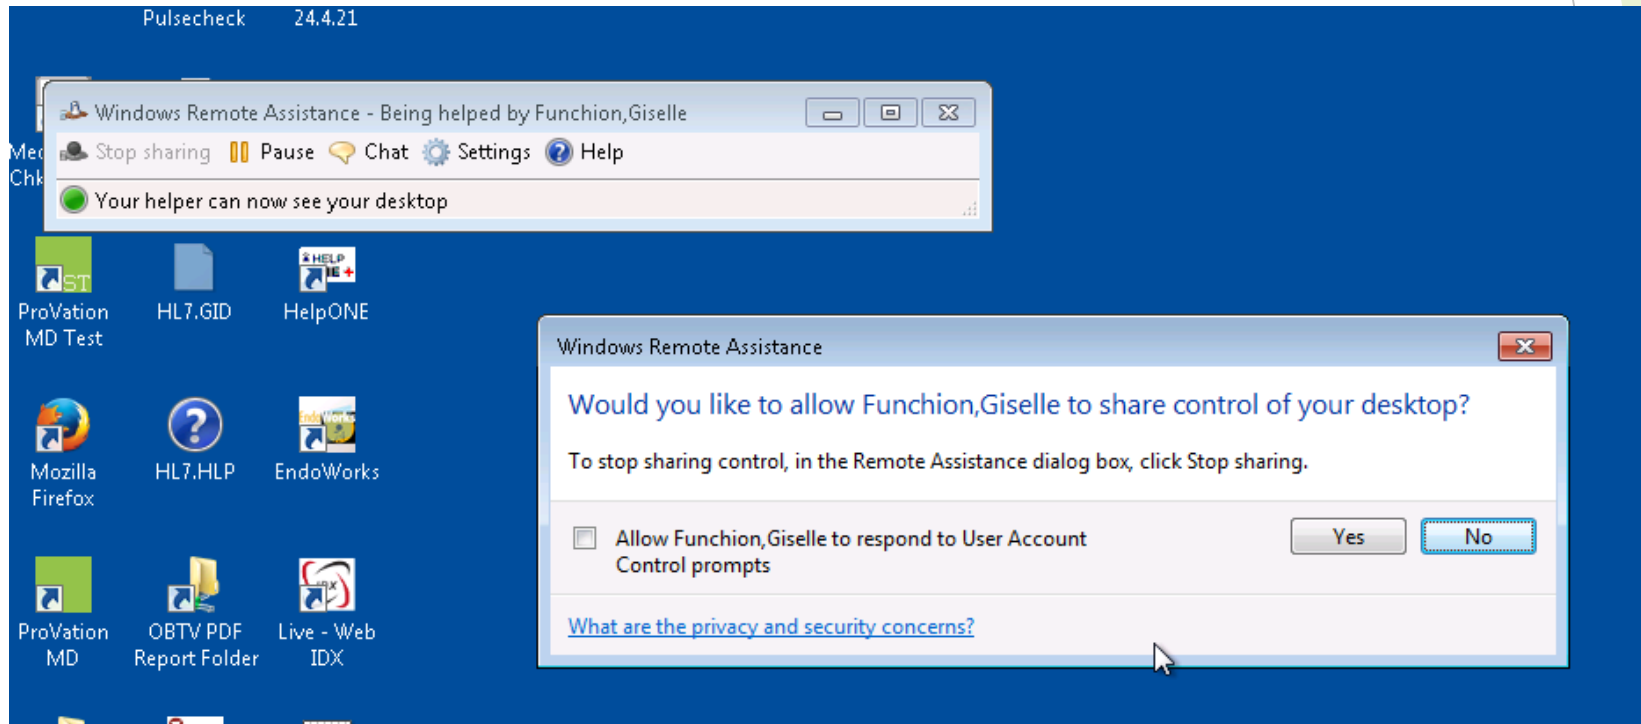 Pulsecheck 24.4.21
Windows Remote Assistance - Being helped by Funchion,Giselle
Stop sharing Pause Chat Settings Help
Your helper can now see your desktop
Chk
ST
HELP
ProVation MD Test
HL7.GID
HelpONE
Mozilla Firefox
HL7.HLP
EndoWorks
ProVation MD
OBTV PDF Report Folder
Live - Web IDX
Windows Remote Assistance
Would you like to allow Funchion,Giselle to share control of your desktop?
To stop sharing control, in the Remote Assistance dialog box, click Stop sharing.
Allow Funchion,Giselle to respond to User Account
Control prompts
Yes No
What are the privacy and security concerns?